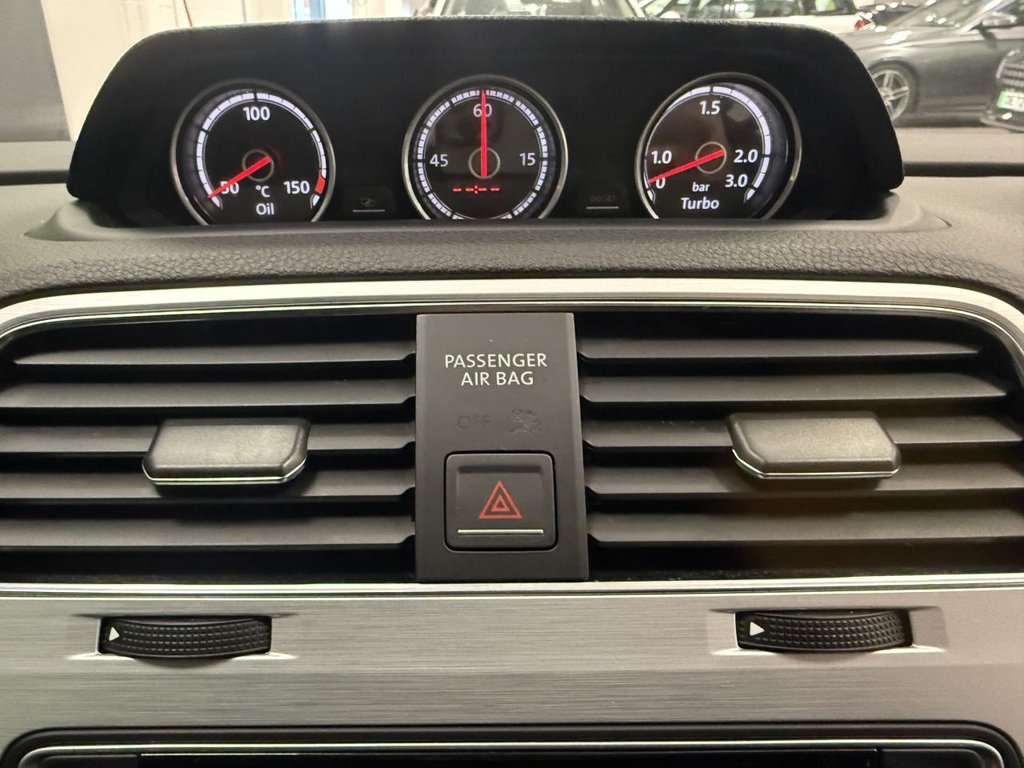 100
50
150
°C
Oil
60
45
15
--:--
1.5
1.0
2.0
0
3.0
bar
Turbo
PASSENGER
AIR BAG
OFF